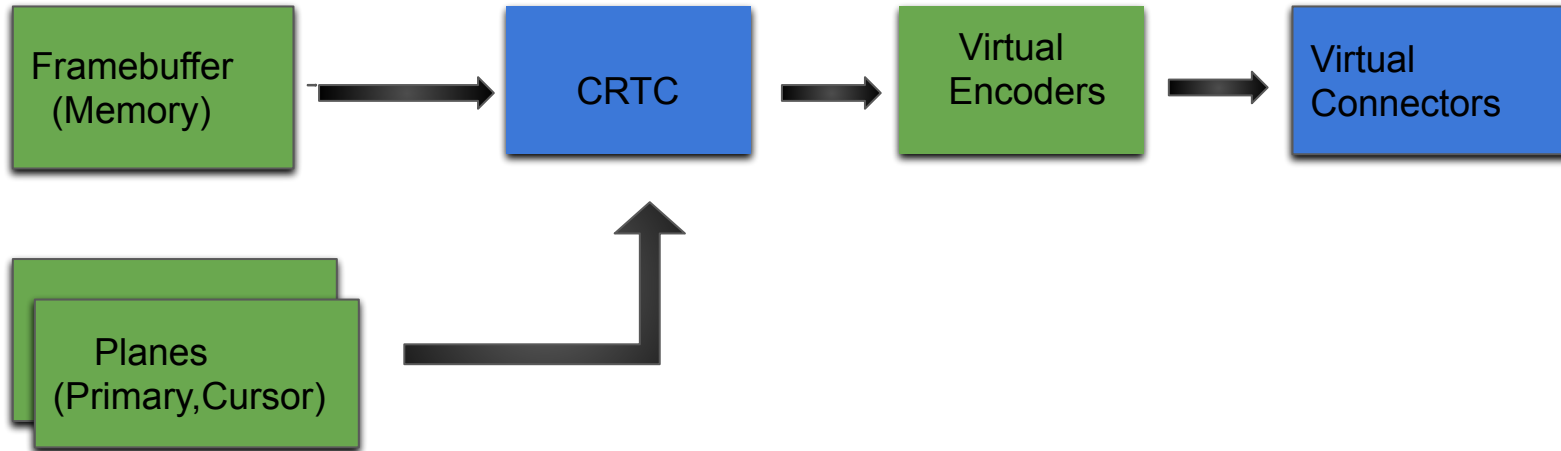 Framebuffer
(Memory)
CRTC
Virtual
Encoders
Virtual
Connectors
Planes
(Primary,Cursor)